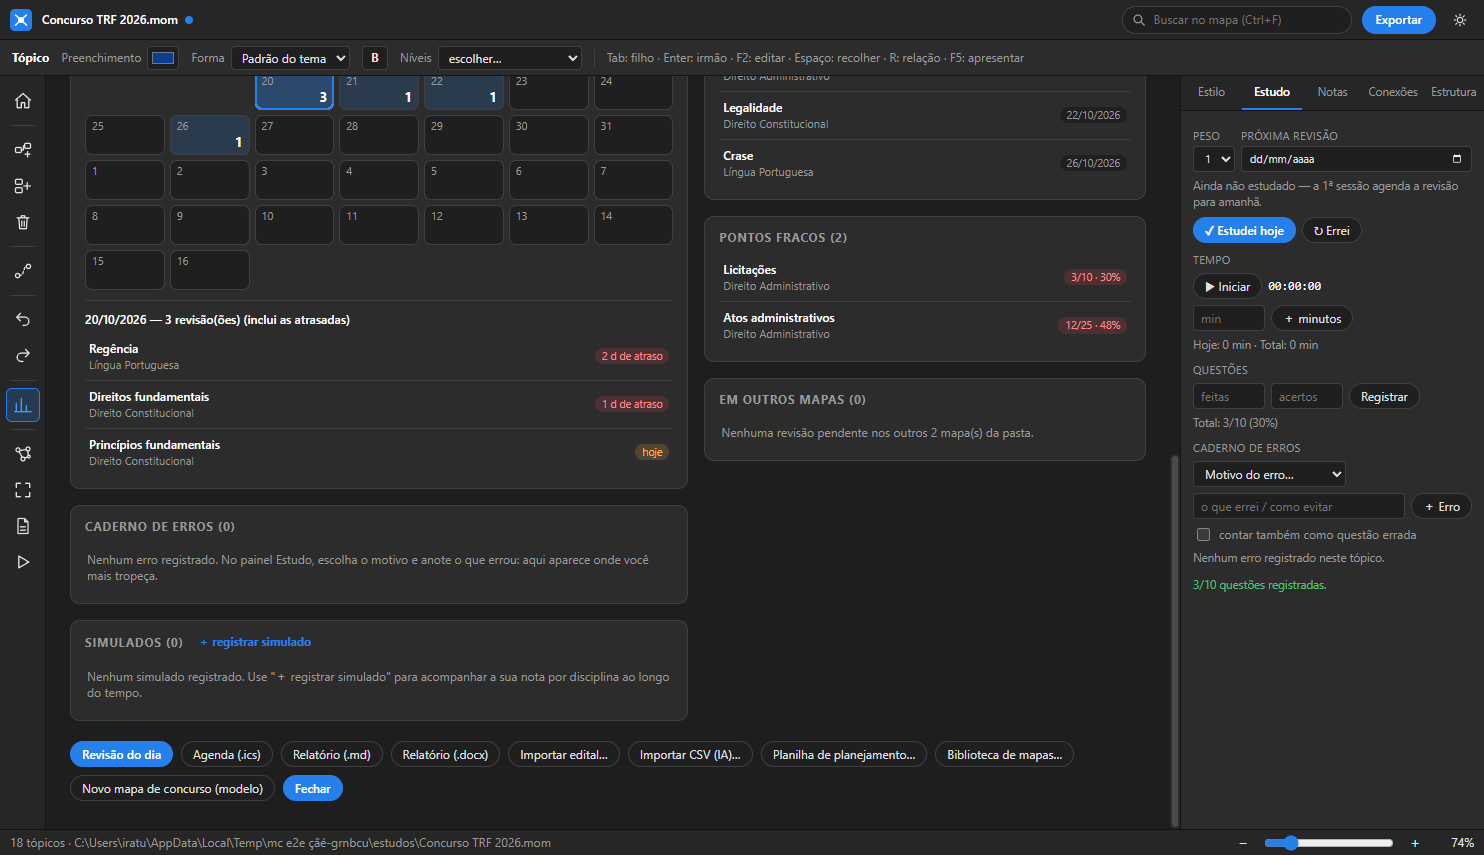 Concurso TRF 2026.mom
Buscar no mapa (Ctrl+F)
Exportar
Tópico
Preenchimento
Forma
Padrão do tema
B
Níveis
escolher...
Tab: filho · Enter: irmão · F2: editar · Espaço: recolher · R: relação · F5: apresentar
20 3
21 1
22 1
23
24
25
26 1
27
28
29
30
31
1
2
3
4
5
6
7
8
9
10
11
12
13
14
15
16
20/10/2026 — 3 revisão(ões) (inclui as atrasadas)
Regência
Língua Portuguesa
2 d de atraso
Direitos fundamentais
Direito Constitucional
1 d de atraso
Princípios fundamentais
Direito Constitucional
hoje
CADERNO DE ERROS (0)
Nenhum erro registrado. No painel Estudo, escolha o motivo e anote o que errou: aqui aparece onde você
mais tropeça.
SIMULADOS (0)
+ registrar simulado
Nenhum simulado registrado. Use "+ registrar simulado" para acompanhar a sua nota por disciplina ao longo
do tempo.
Direito Administrativo
Legalidade
Direito Constitucional
22/10/2026
Crase
Língua Portuguesa
26/10/2026
PONTOS FRACOS (2)
Licitações
Direito Administrativo
3/10 · 30%
Atos administrativos
Direito Administrativo
12/25 · 48%
EM OUTROS MAPAS (0)
Nenhuma revisão pendente nos outros 2 mapa(s) da pasta.
Revisão do dia
Agenda (.ics)
Relatório (.md)
Relatório (.docx)
Importar edital...
Importar CSV (IA)...
Planilha de planejamento...
Biblioteca de mapas...
Novo mapa de concurso (modelo)
Fechar
Estilo
Estudo
Notas
Conexões
Estrutura
PESO
PRÓXIMA REVISÃO
1
dd/mm/aaaa
Ainda não estudado — a 1ª sessão agenda a revisão
para amanhã.
✓ Estudei hoje
↻ Errei
TEMPO
▶ Iniciar
00:00:00
min
+ minutos
Hoje: 0 min · Total: 0 min
QUESTÕES
feitas
acertos
Registrar
Total: 3/10 (30%)
CADERNO DE ERROS
Motivo do erro...
o que errei / como evitar
+ Erro
contar também como questão errada
Nenhum erro registrado neste tópico.
3/10 questões registradas.
18 tópicos · C:\Users\iratu\AppData\Local\Temp\mc e2e çãé-grnbcu\estudos\Concurso TRF 2026.mom
−
+
74%